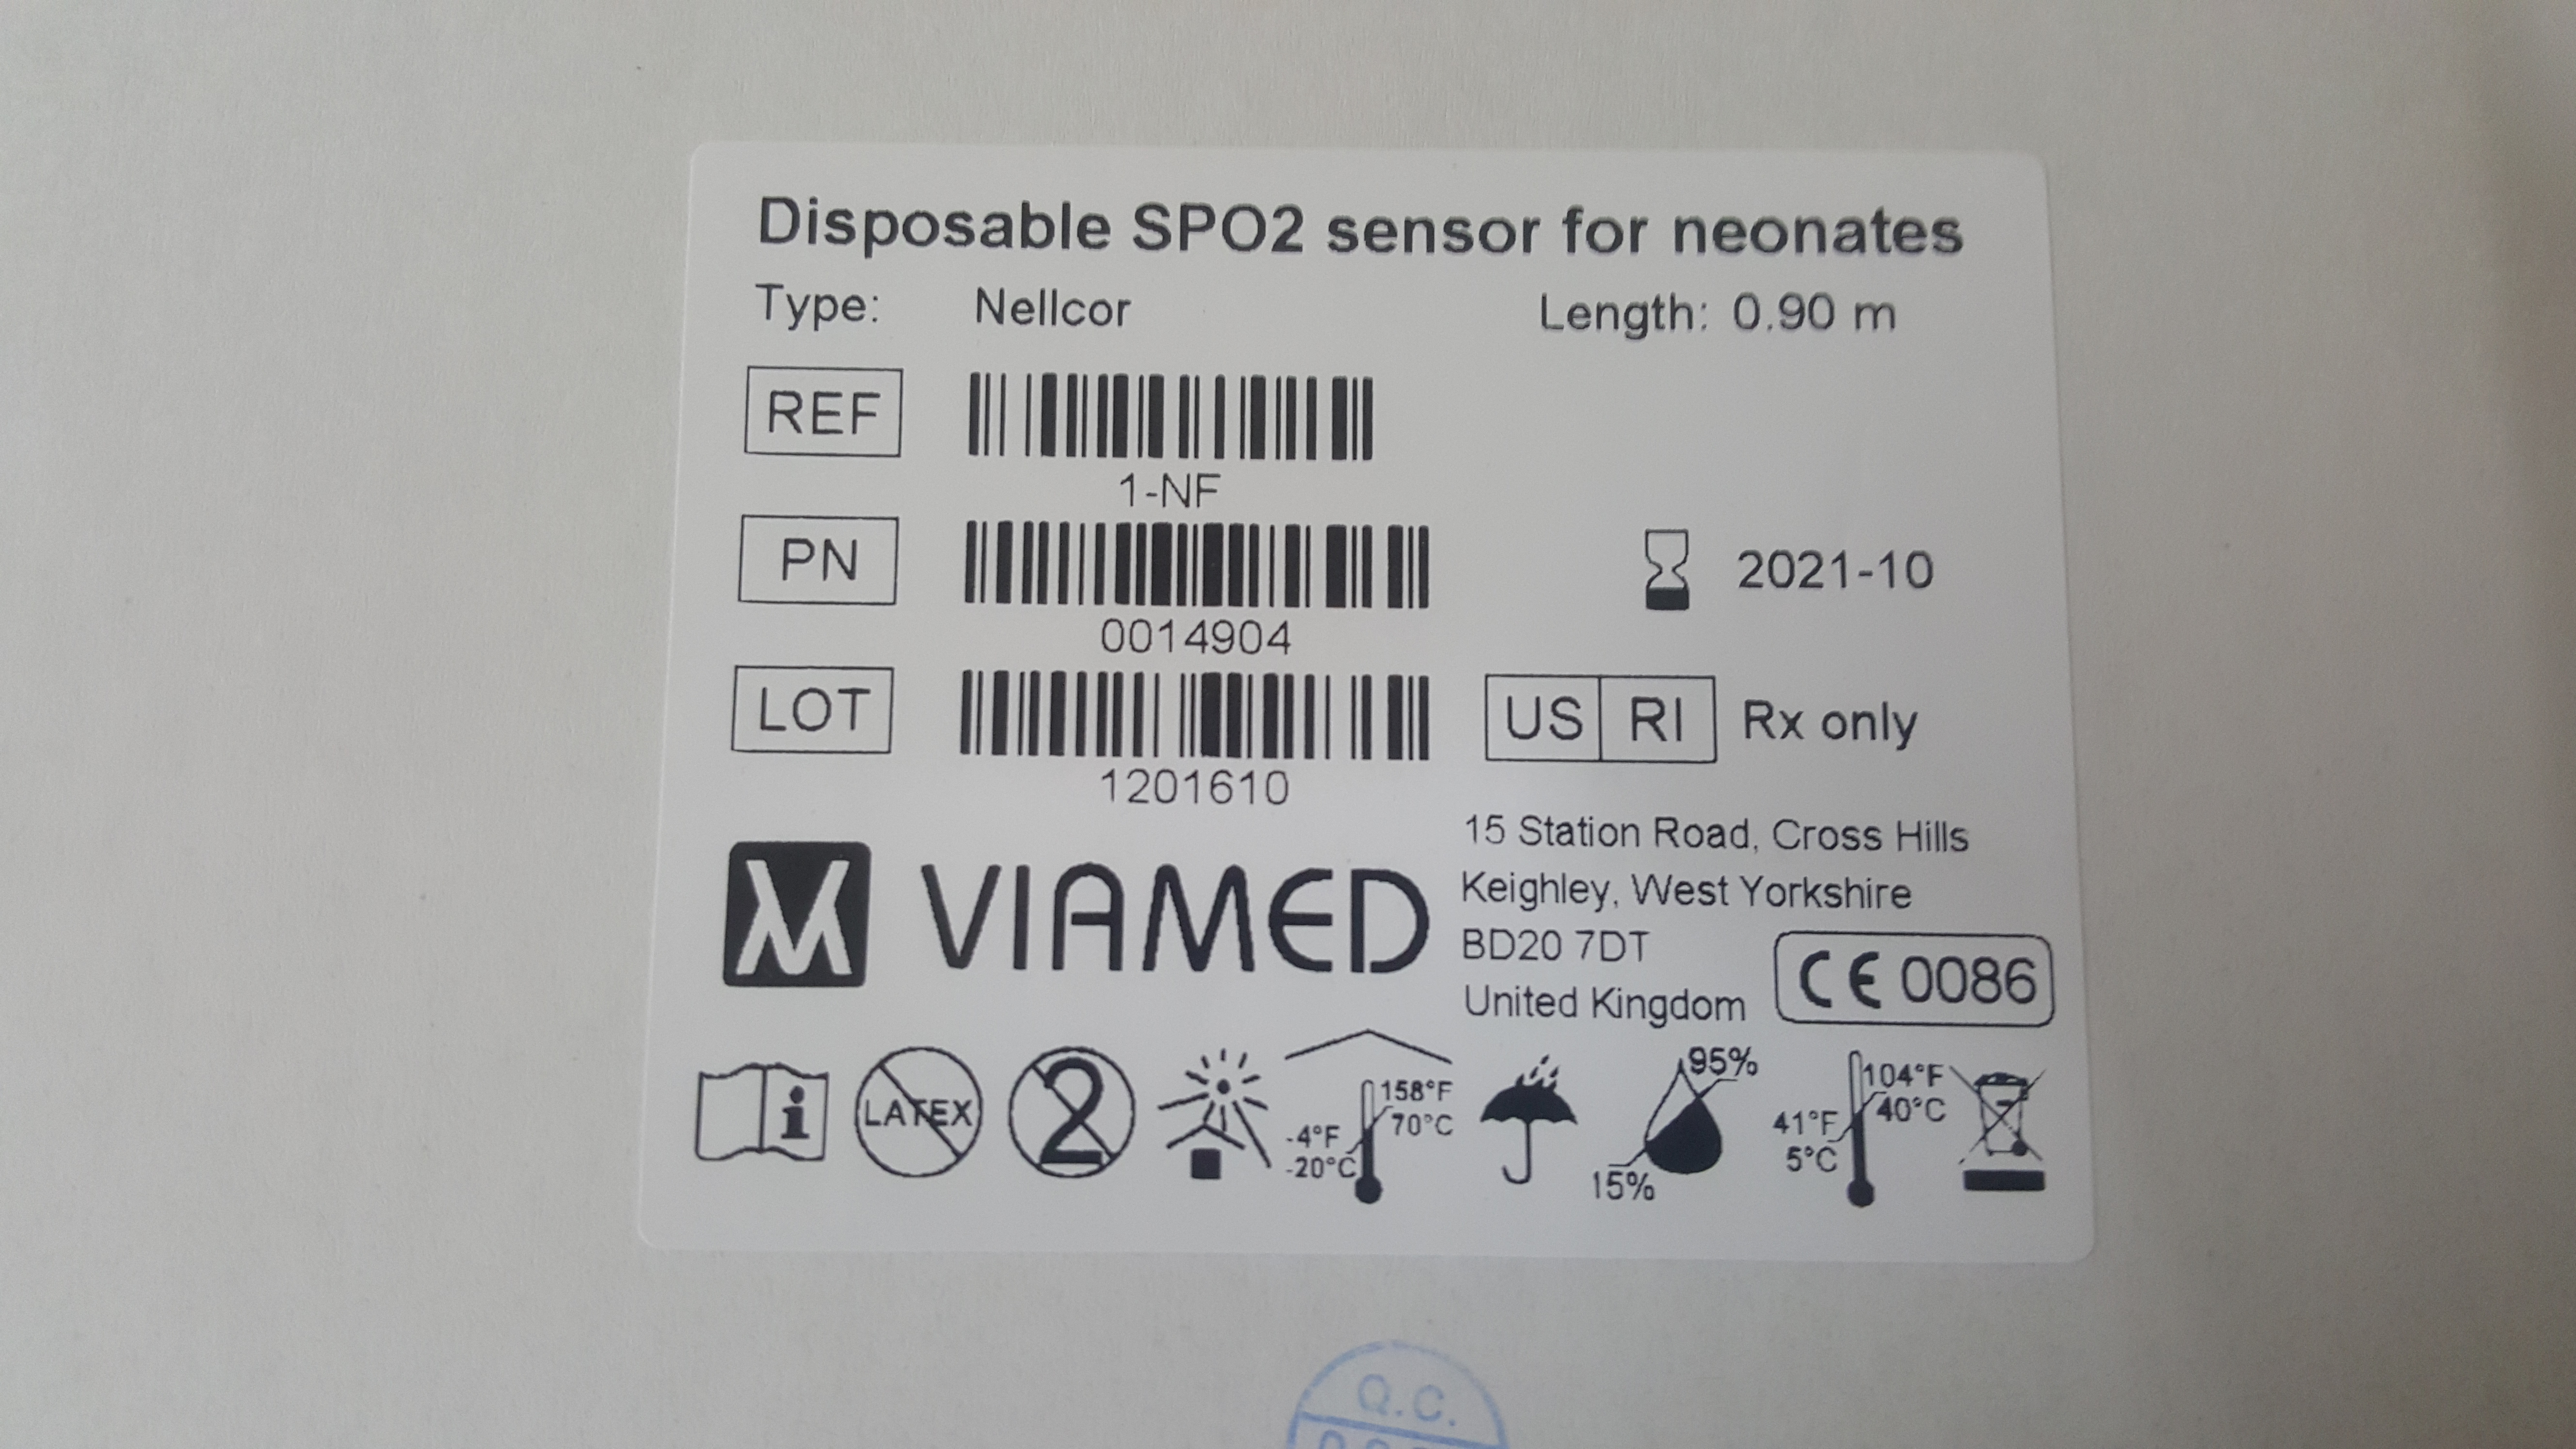 Disposable SPO2 sensor for neonates
Type: Nellcor Length: 0.90 m
REF
1-NF
PN
0014904
2021-10
LOT
1201610
US RI Rx only
VIAMED
15 Station Road, Cross Hills
Keighley, West Yorkshire
BD20 7DT
United Kingdom
CE 0086
i
LATEX
2
158°F
70°C
-4°F
-20°C
95%
15%
104°F
40°C
41°F
5°C
Q.C.